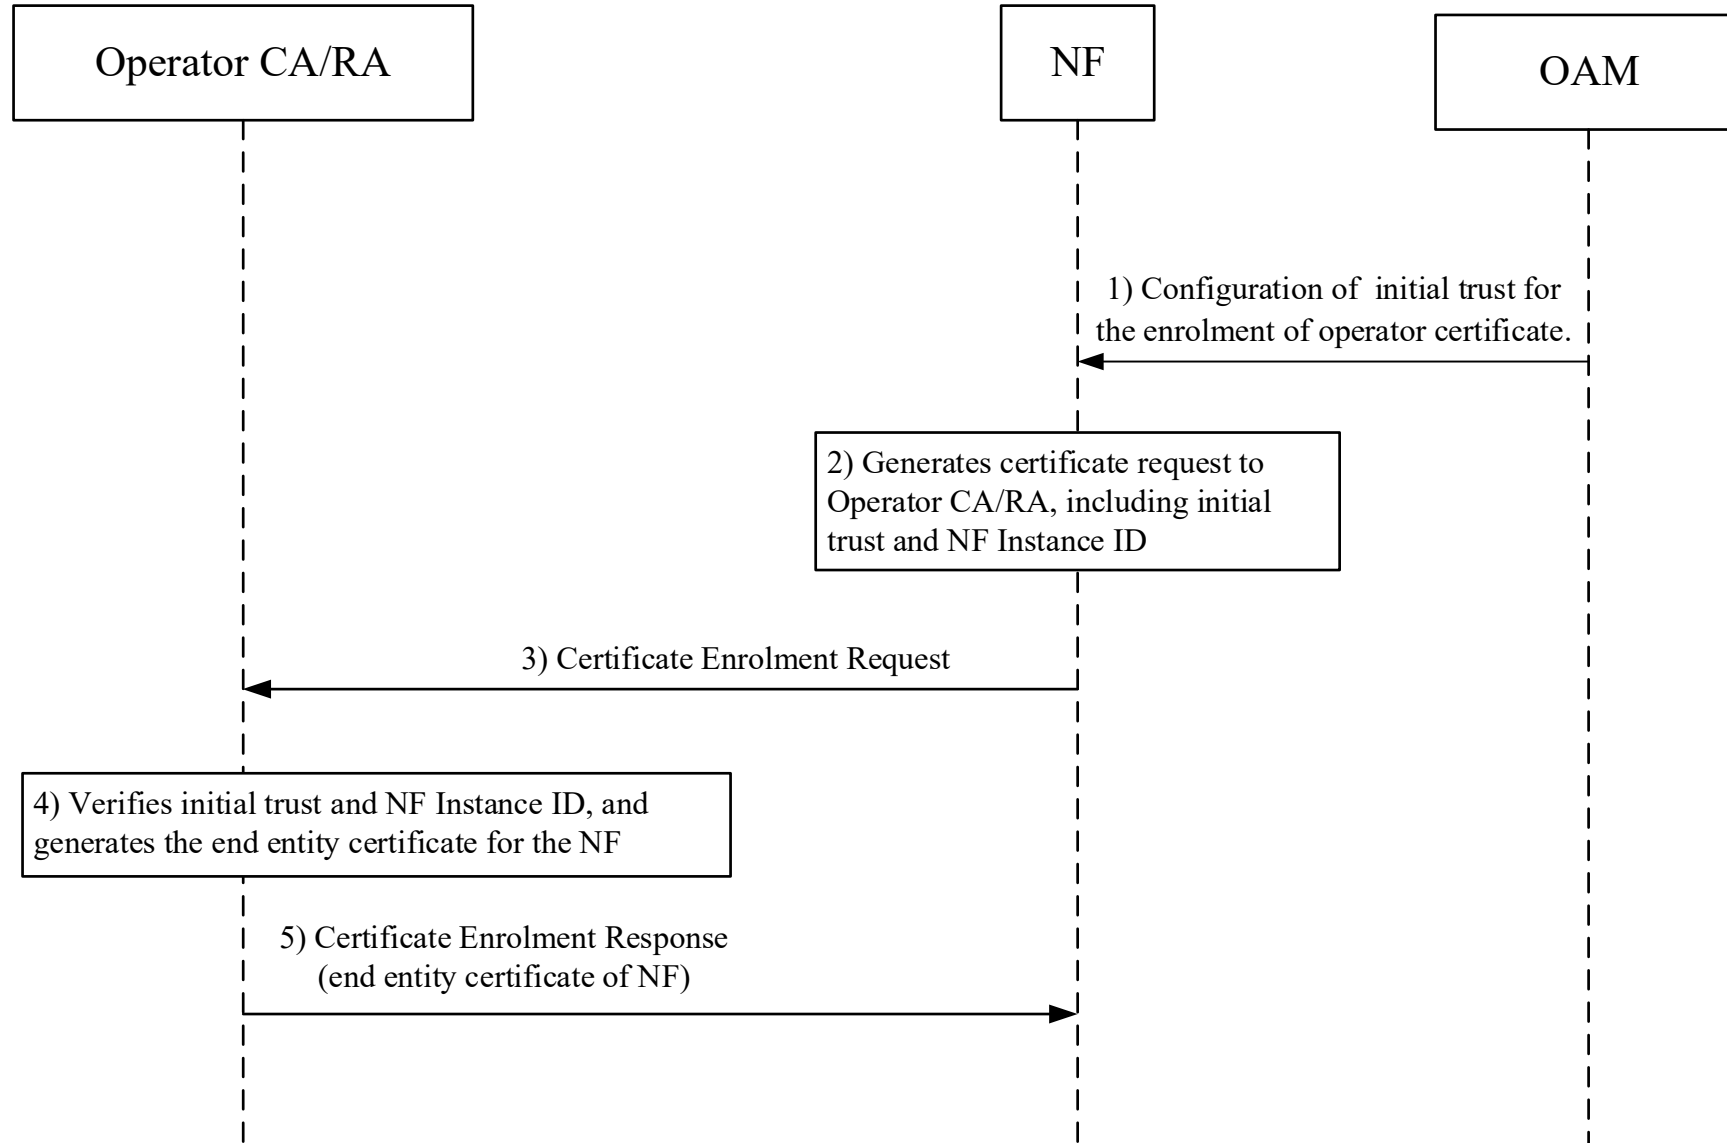 Operator CA/RA
NF
OAM
1) Configuration of  initial trust for
the enrolment of operator certificate.
2) Generates certificate request to
Operator CA/RA, including initial
trust and NF Instance ID
3) Certificate Enrolment Request
4) Verifies initial trust and NF Instance ID, and
generates the end entity certificate for the NF
5) Certificate Enrolment Response
(end entity certificate of NF)